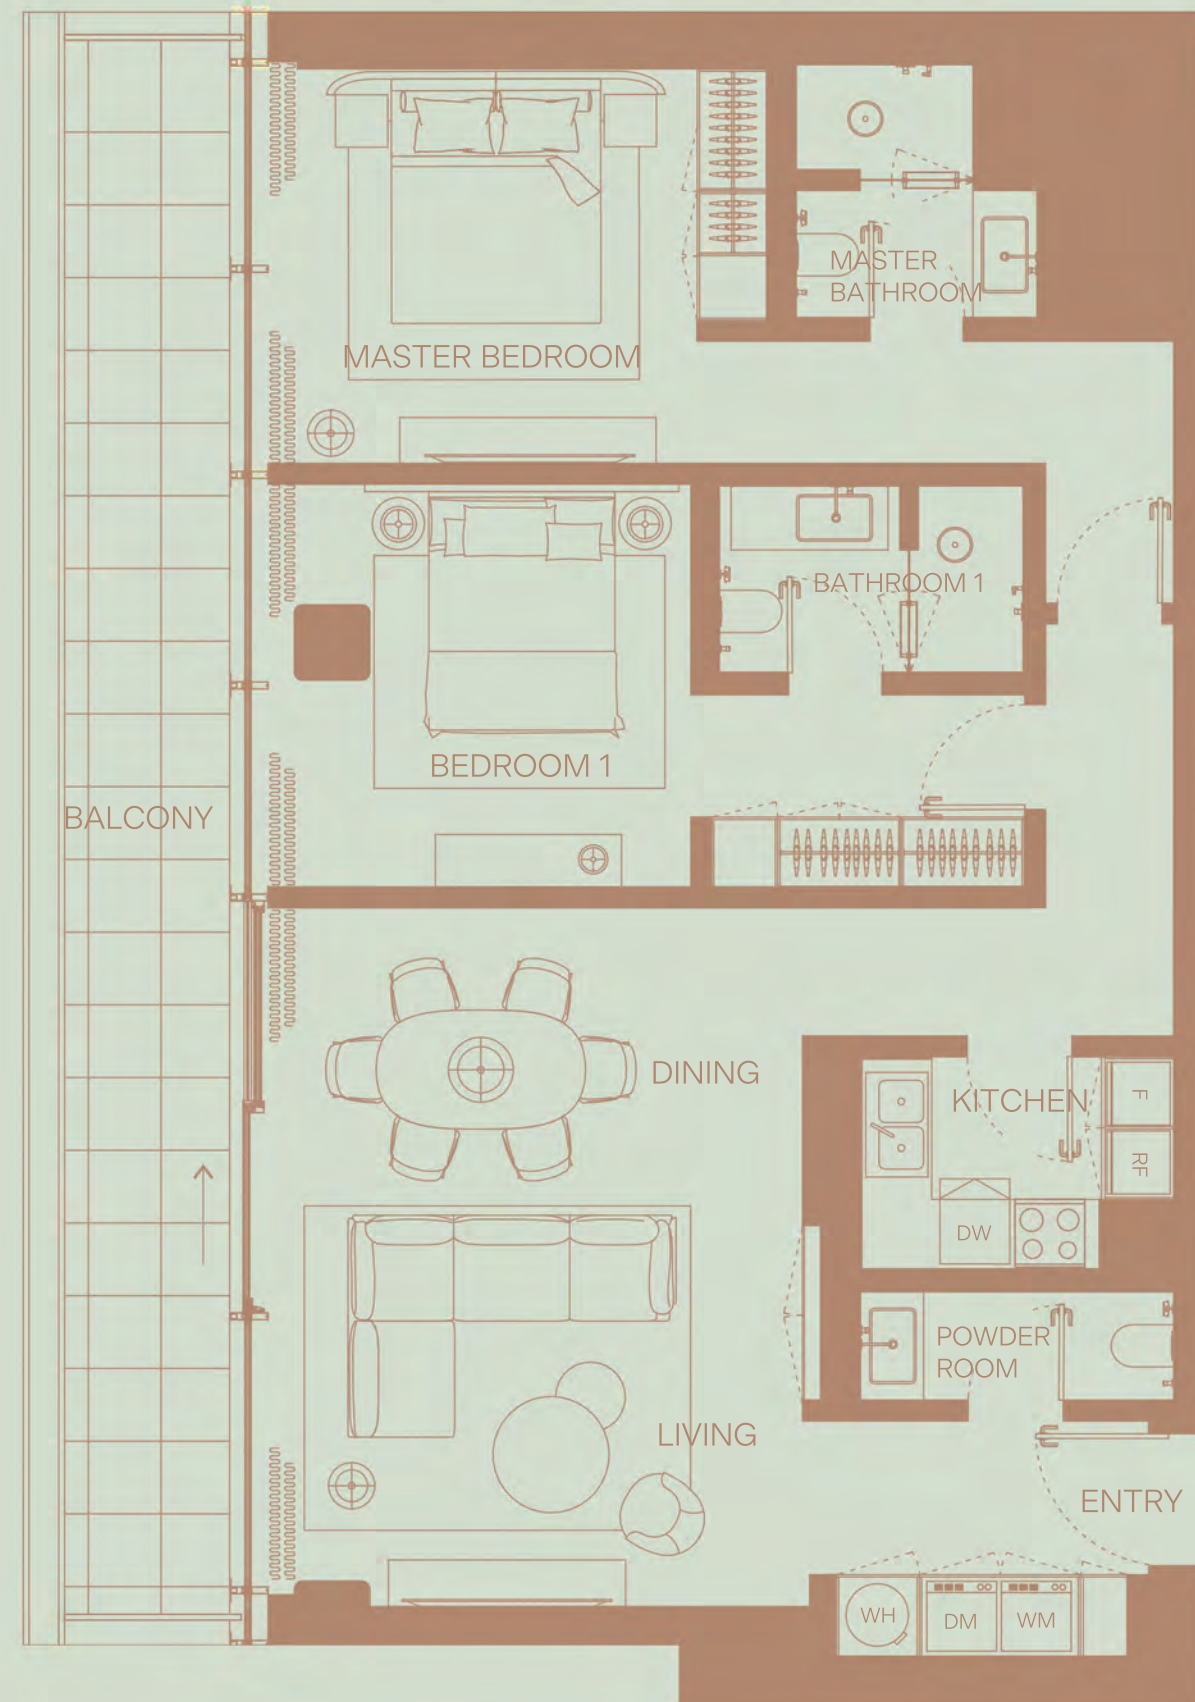 MASTER
BATHROOM
MASTER BEDROOM
BATHROOM 1
BEDROOM 1
BALCONY
DINING
KITCHEN
F
RF
DW
POWDER
ROOM
LIVING
ENTRY
WH
DM
WM